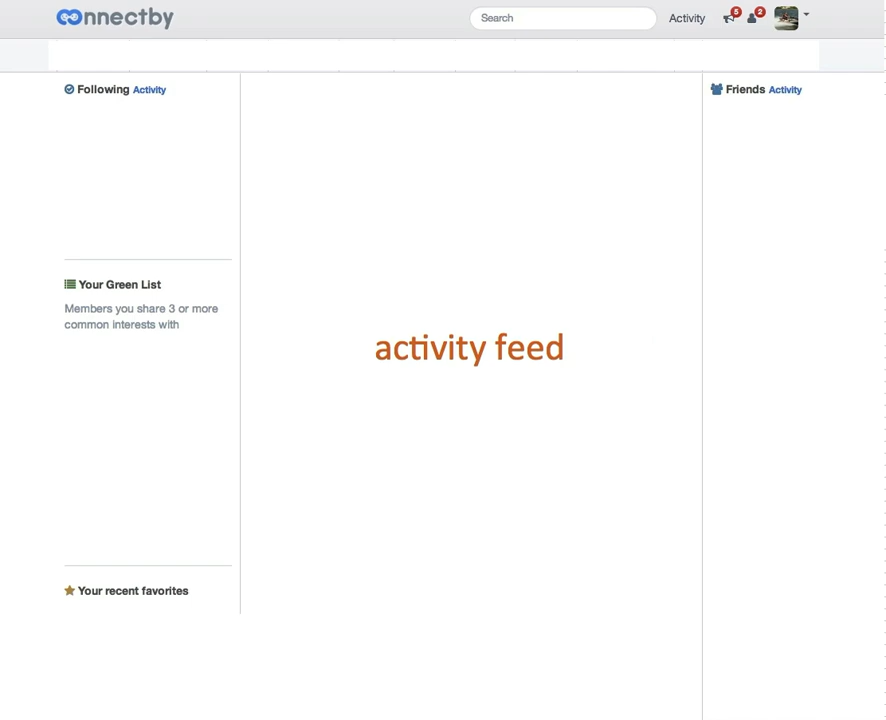 connectby
Search
Activity
5
2
Following Activity
Friends Activity
Your Green List
Members you share 3 or more
common interests with
activity feed
Your recent favorites